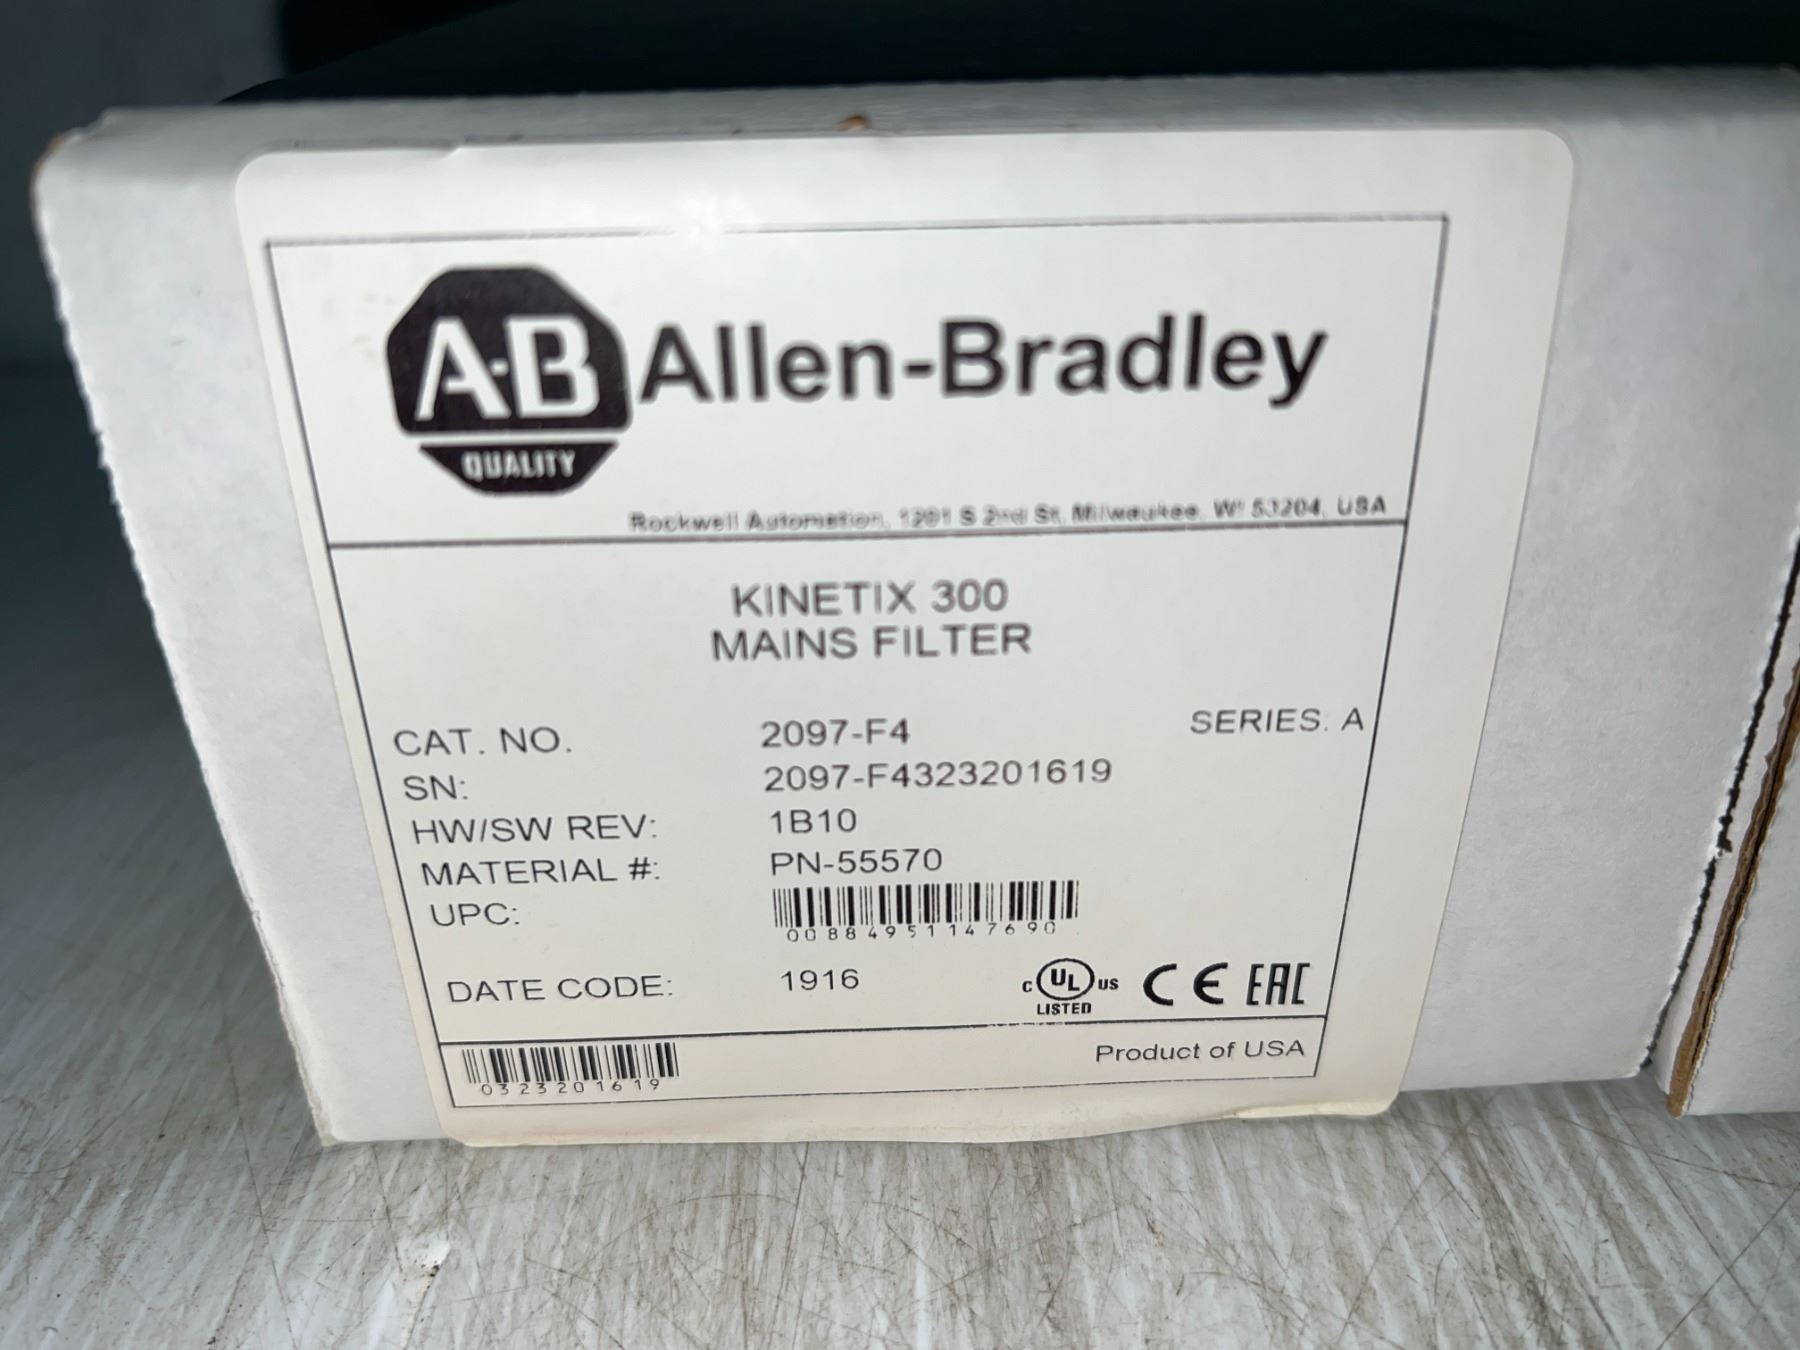 A-B
QUALITY
Allen-Bradley
Rockwell Automation, 1201 S 2nd St, Milwaukee, WI 53204, USA
KINETIX 300
MAINS FILTER
CAT. NO. 2097-F4 SERIES. A
SN: 2097-F4323201619
HW/SW REV: 1B10
MATERIAL #: PN-55570
UPC:
00884951147690
DATE CODE: 1916
C UL US CE EAC
LISTED
0323201619
Product of USA